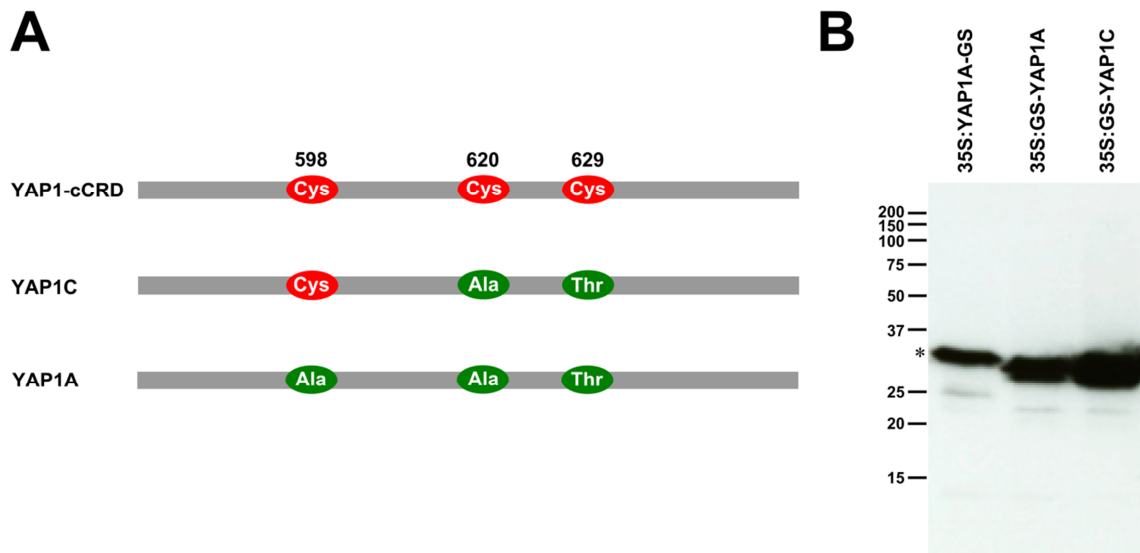 A
598 620 629
YAP1-cCRD Cys Cys Cys
YAP1C Cys Ala Thr
YAP1A Ala Ala Thr
B
35S:YAP1A-GS
35S:GS-YAP1A
35S:GS-YAP1C
200
150
100
75
50
37
*
25
20
15